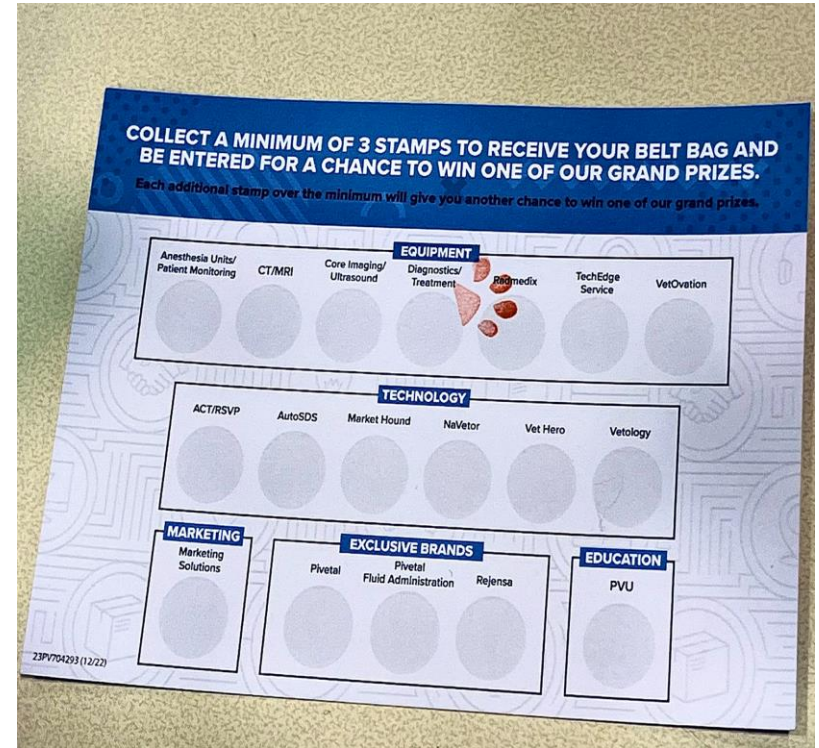 COLLECT A MINIMUM OF 3 STAMPS TO RECEIVE YOUR BELT BAG AND
BE ENTERED FOR A CHANCE TO WIN ONE OF OUR GRAND PRIZES.
Each additional stamp over the minimum will give you another chance to win one of our grand prizes.
EQUIPMENT
Anesthesia Units/
Patient Monitoring
CT/MRI
Core Imaging/
Ultrasound
Diagnostics/
Treatment
Radmedix
TechEdge
Service
VetOvation
TECHNOLOGY
ACT/RSVP
AutoSDS
Market Hound
NaVetor
Vet Hero
Vetology
MARKETING
Marketing
Solutions
EXCLUSIVE BRANDS
Pivetal
Pivetal
Fluid Administration
Rejensa
EDUCATION
PVU
23PV704293 (12/22)